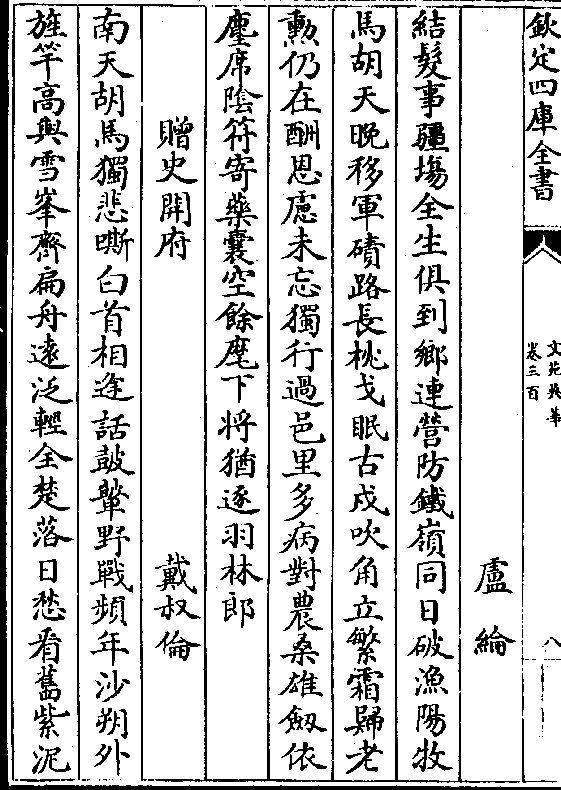 欽定四庫全書
文苑英華
卷三百
八
盧綸
結髮事疆場全生俱到鄉連營防鐵嶺同日破漁陽牧
馬胡天晚移軍磧路長枕戈眠古戍吹角立繁霜歸老
勲仍在酬恩慮未忘獨行過邑里多病對農桑雄劒依
塵席陰符寄藥囊空餘麾下將猶逐羽林郎
贈史開府　戴叔倫
南天胡馬獨悲嘶白首相逢話鼓鼙野戰頻年沙朔外
旌竿高與雪峯齊扁舟遠泛輕全楚落日愁看舊紫泥